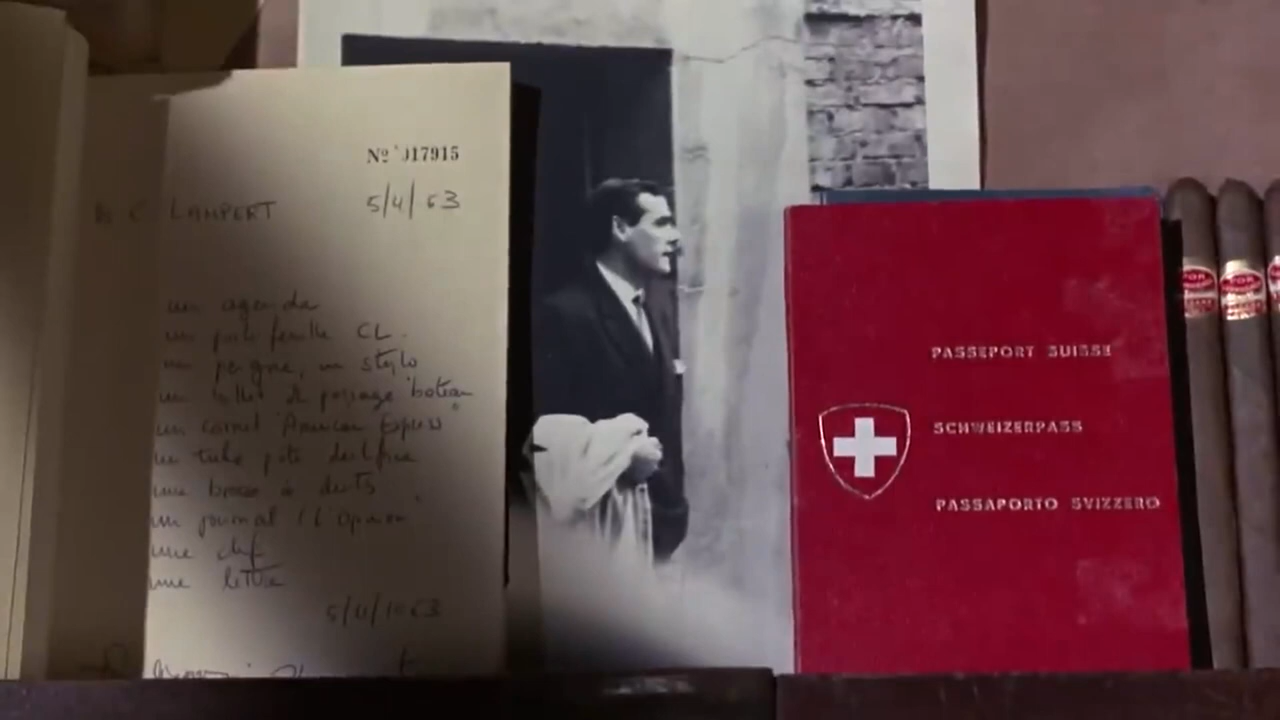 Nº 017915
C. LAMPERT 5/4/63
un agenda
un porte feuille CL.
un peigne, un stylo
un billet de passage bateau
un carnet "American Express"
un tube pâte dentifrice
une brosse à dents
un journal "L'Opinion
une clef
une lettre
5/4/1963
PASSEPORT SUISSE
SCHWEIZERPASS
PASSAPORTO SVIZZERO
POR